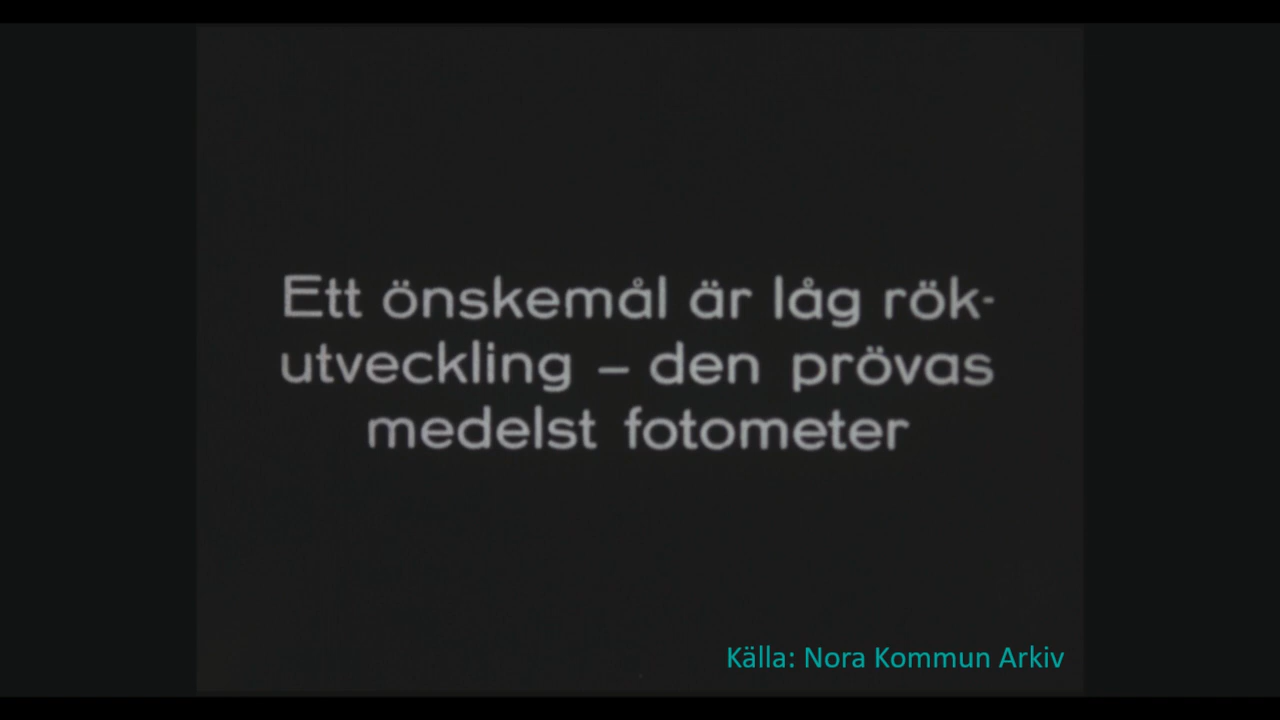 Ett önskemål är låg rök-
utveckling – den prövas
medelst fotometer
Källa: Nora Kommun Arkiv